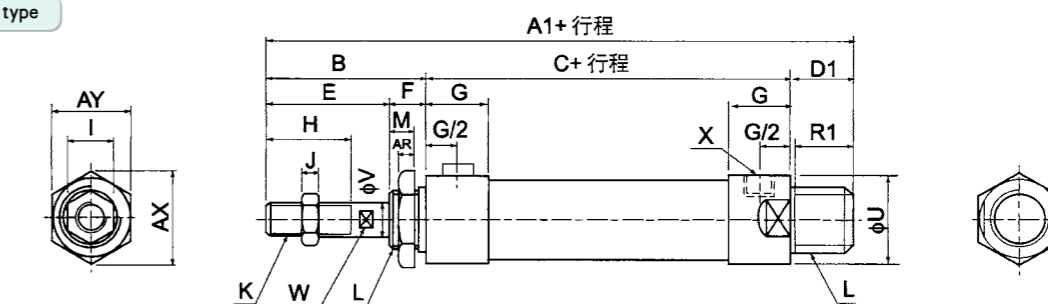 type
A1+ 行程
B
C+ 行程
D1
E
F
G
G
AY
I
H
M
G/2
X
G/2
R1
J
AR
ϕV
AX
ϕU
K
W
L
L